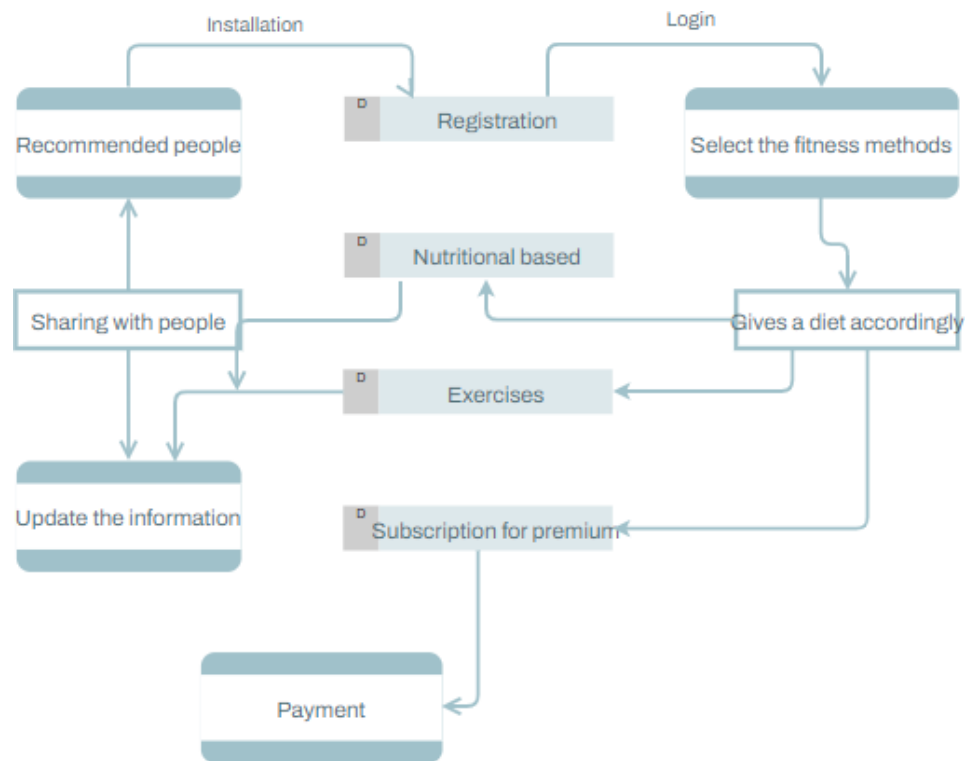 Installation
Login
Recommended people
D
Registration
Select the fitness methods
D
Nutritional based
Sharing with people
Gives a diet accordingly
D
Exercises
Update the information
D
Subscription for premium
Payment